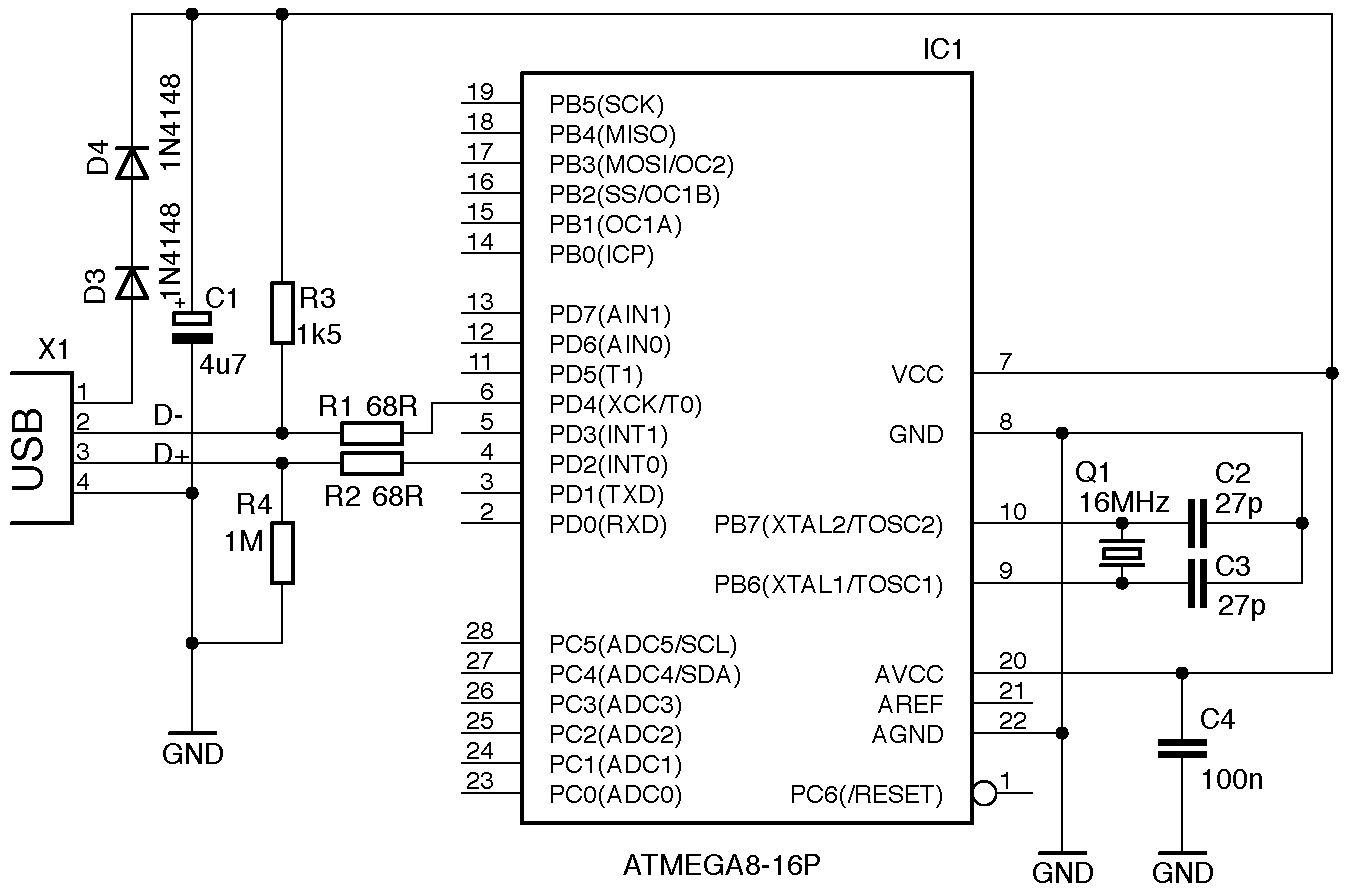 IC1
19 PB5(SCK)
18 PB4(MISO)
17 PB3(MOSI/OC2)
16 PB2(SS/OC1B)
15 PB1(OC1A)
14 PB0(ICP)
13 PD7(AIN1)
12 PD6(AIN0)
11 PD5(T1)
6 PD4(XCK/T0)
5 PD3(INT1)
4 PD2(INT0)
3 PD1(TXD)
2 PD0(RXD)
28 PC5(ADC5/SCL)
27 PC4(ADC4/SDA)
26 PC3(ADC3)
25 PC2(ADC2)
24 PC1(ADC1)
23 PC0(ADC0)
VCC 7
GND 8
PB7(XTAL2/TOSC2) 10
PB6(XTAL1/TOSC1) 9
AVCC 20
AREF 21
AGND 22
PC6(/RESET) 1
ATMEGA8-16P
D4
1N4148
D3
1N4148
+
C1
4u7
R3
1k5
X1
USB
1
2
3
4
D-
D+
R1 68R
R2 68R
R4
1M
GND
Q1
16MHz
C2
27p
C3
27p
C4
100n
GND
GND